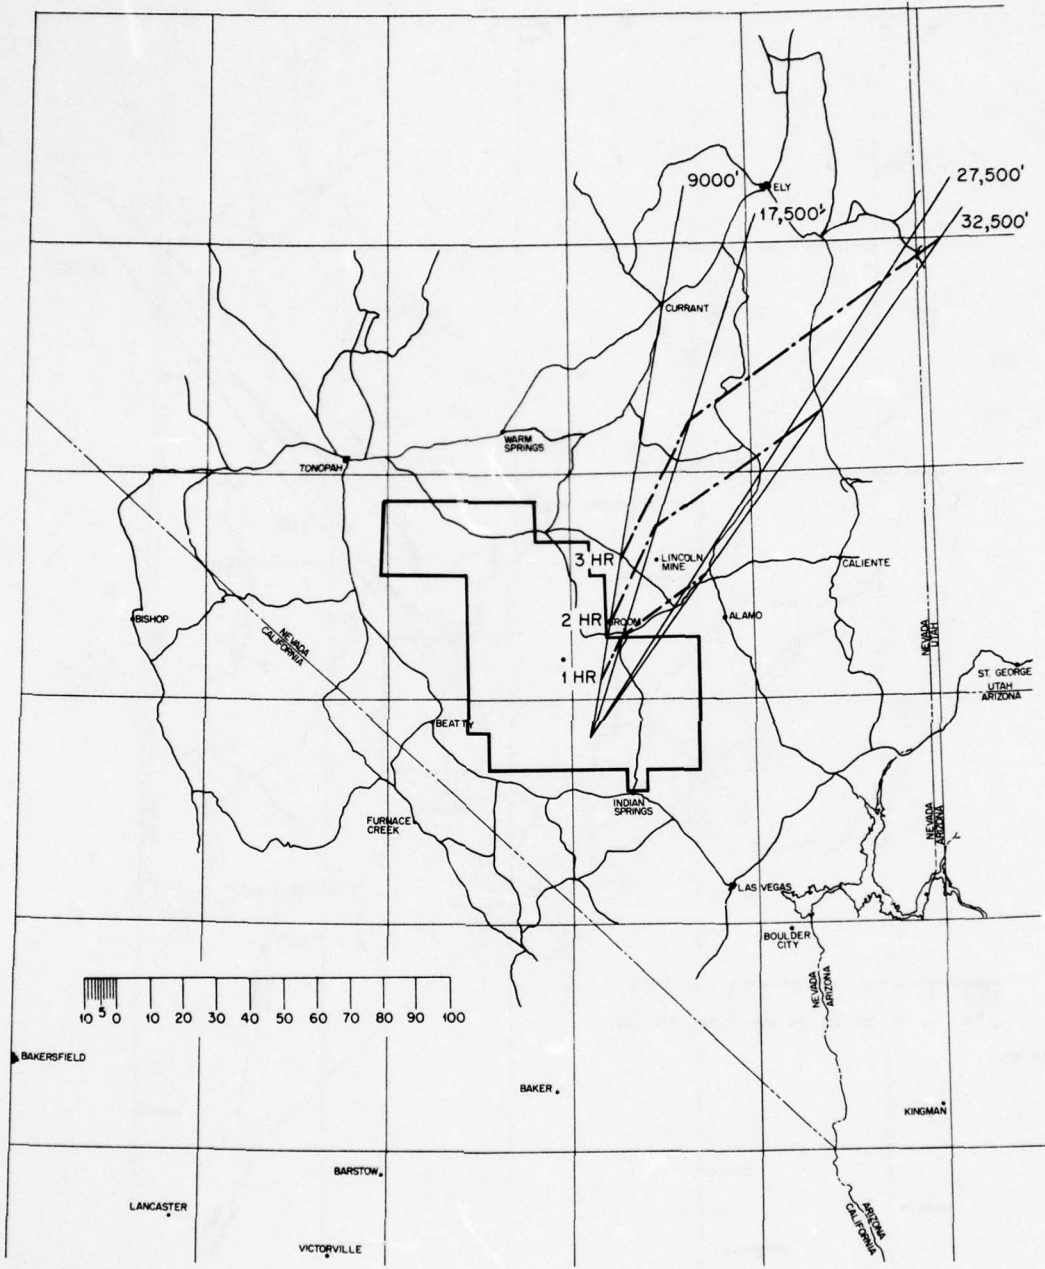 9000'
ELY
27,500'
17,500'
32,500'
CURRANT
WARM
SPRINGS
TONOPAH
3 HR
LINCOLN
MINE
CALIENTE
BISHOP
2 HR
GROOM
ALAMO
NEVADA
CALIFORNIA
NEVADA
UTAH
1 HR
ST. GEORGE
UTAH
ARIZONA
BEATTY
INDIAN
SPRINGS
FURNACE
CREEK
NEVADA
ARIZONA
LAS VEGAS
BOULDER
CITY
NEVADA
ARIZONA
10 5 0 10 20 30 40 50 60 70 80 90 100
BAKERSFIELD
BAKER
KINGMAN
BARSTOW
LANCASTER
ARIZONA
CALIFORNIA
VICTORVILLE